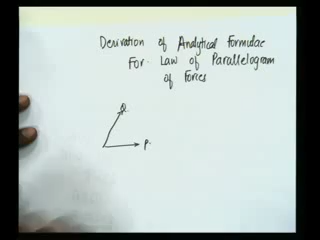 Derivation of Analytical Formulae
For Law of Parallelogram
of Forces
Q
P